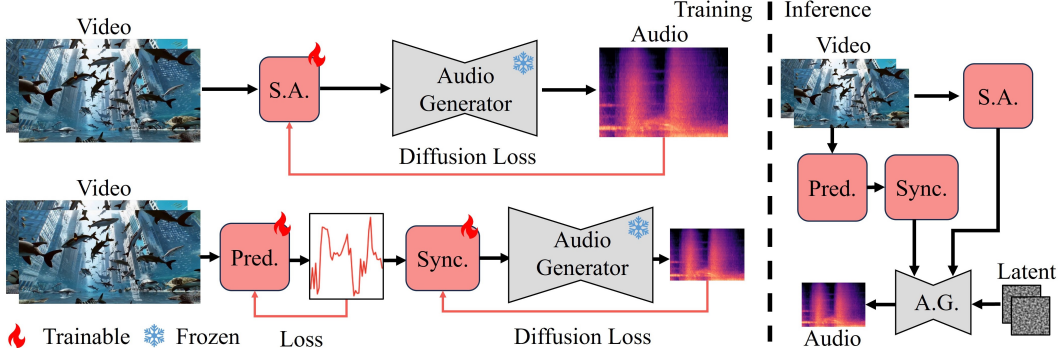 Training
Inference
Video
Audio
S.A.
Audio
Generator
Diffusion Loss
Video
Pred.
Sync.
Audio
Generator
Loss
Diffusion Loss
Trainable
Frozen
Video
S.A.
Pred.
Sync.
Latent
A.G.
Audio